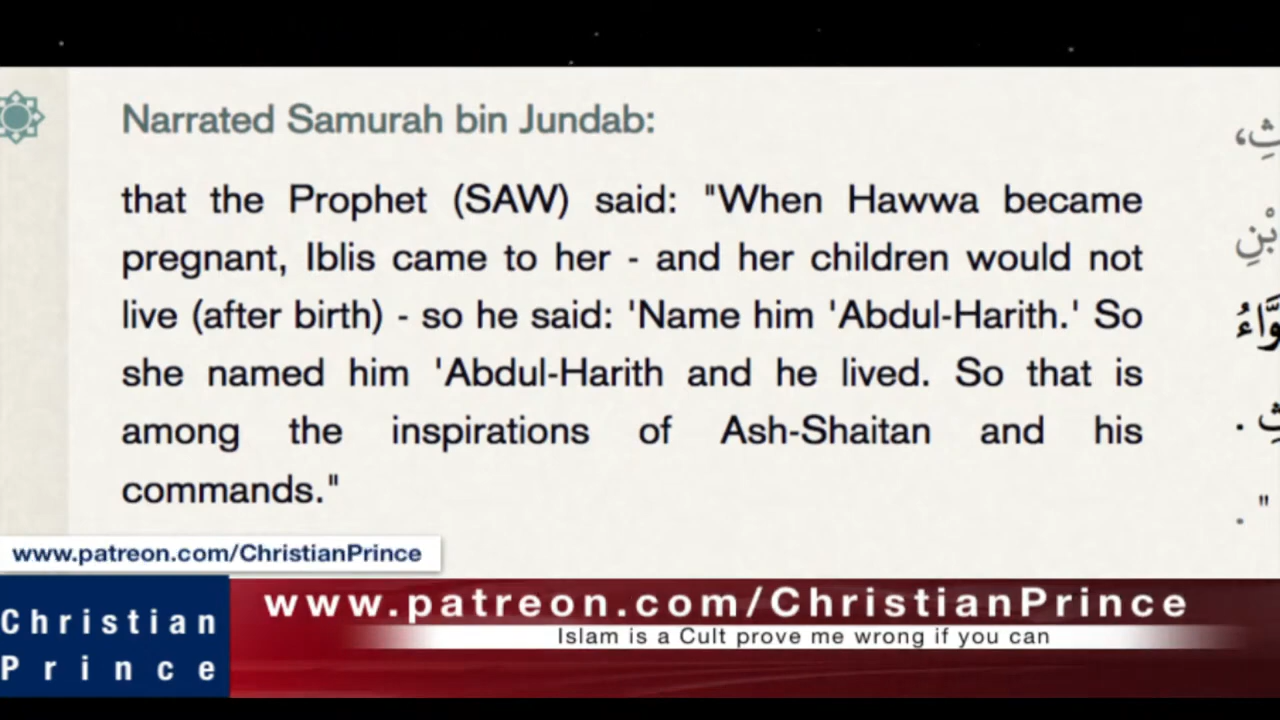 Narrated Samurah bin Jundab:
that the Prophet (SAW) said: "When Hawwa became
pregnant, Iblis came to her - and her children would not
live (after birth) - so he said: 'Name him 'Abdul-Harith.' So
she named him 'Abdul-Harith and he lived. So that is
among the inspirations of Ash-Shaitan and his
commands."
www.patreon.com/ChristianPrince
Christian
Prince
www.patreon.com/ChristianPrince
Islam is a Cult prove me wrong if you can